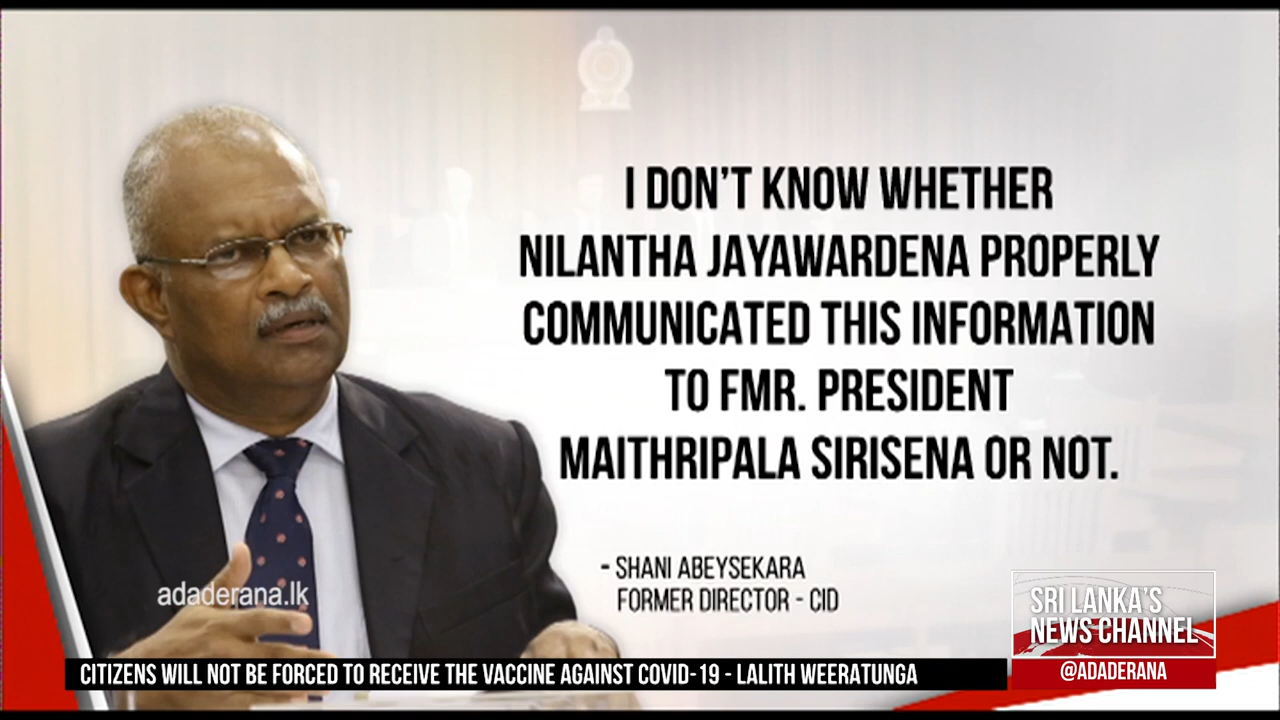 I DON'T KNOW WHETHER
NILANTHA JAYAWARDENA PROPERLY
COMMUNICATED THIS INFORMATION
TO FMR. PRESIDENT
MAITHRIPALA SIRISENA OR NOT.
- SHANI ABEYSEKARA
FORMER DIRECTOR - CID
adaderana.lk
SRI LANKA'S
NEWS CHANNEL
@ADADERANA
CITIZENS WILL NOT BE FORCED TO RECEIVE THE VACCINE AGAINST COVID-19 - LALITH WEERATUNGA